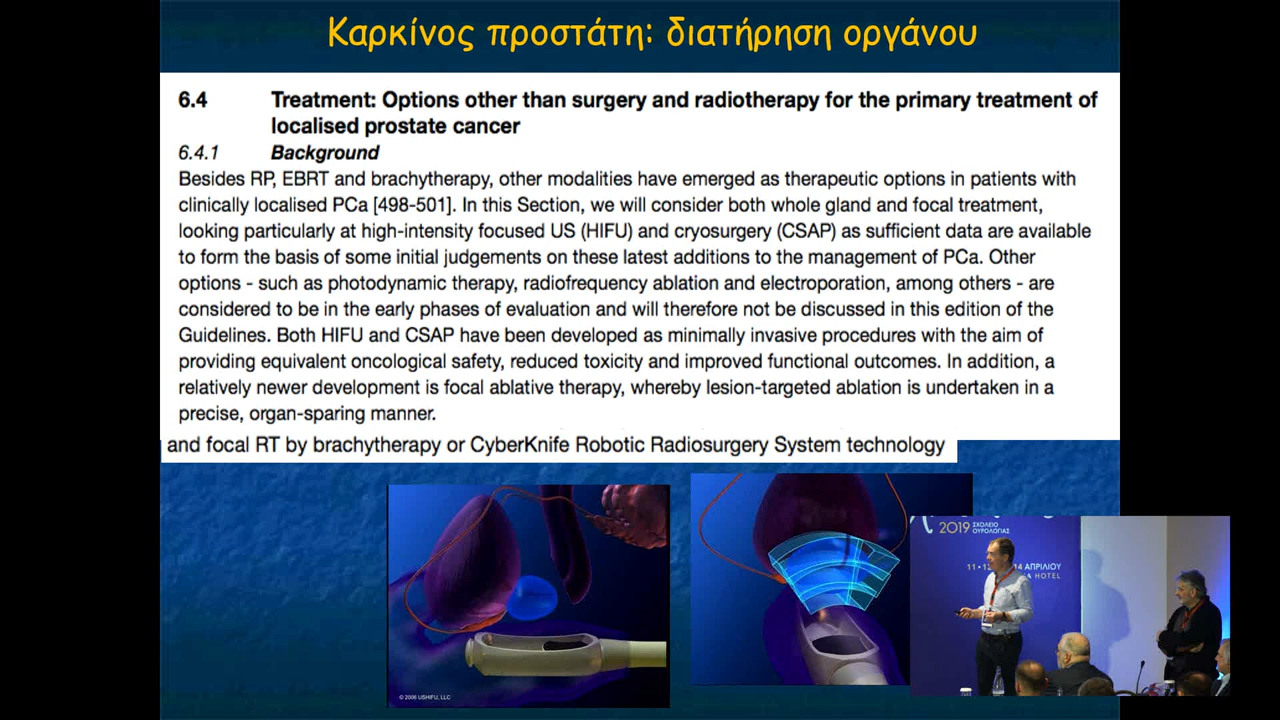 Καρκίνος προστάτη: διατήρηση οργάνου
6.4 Treatment: Options other than surgery and radiotherapy for the primary treatment of
localised prostate cancer
6.4.1 Background
Besides RP, EBRT and brachytherapy, other modalities have emerged as therapeutic options in patients with
clinically localised PCa [498-501]. In this Section, we will consider both whole gland and focal treatment,
looking particularly at high-intensity focused US (HIFU) and cryosurgery (CSAP) as sufficient data are available
to form the basis of some initial judgements on these latest additions to the management of PCa. Other
options - such as photodynamic therapy, radiofrequency ablation and electroporation, among others - are
considered to be in the early phases of evaluation and will therefore not be discussed in this edition of the
Guidelines. Both HIFU and CSAP have been developed as minimally invasive procedures with the aim of
providing equivalent oncological safety, reduced toxicity and improved functional outcomes. In addition, a
relatively newer development is focal ablative therapy, whereby lesion-targeted ablation is undertaken in a
precise, organ-sparing manner.
and focal RT by brachytherapy or CyberKnife Robotic Radiosurgery System technology
© 2006 USHIFU, LLC
2019 ΣΧΟΛΕΙΟ
ΟΥΡΟΛΟΓΙΑΣ
14 ΑΠΡΙΛΙΟΥ
HOTEL